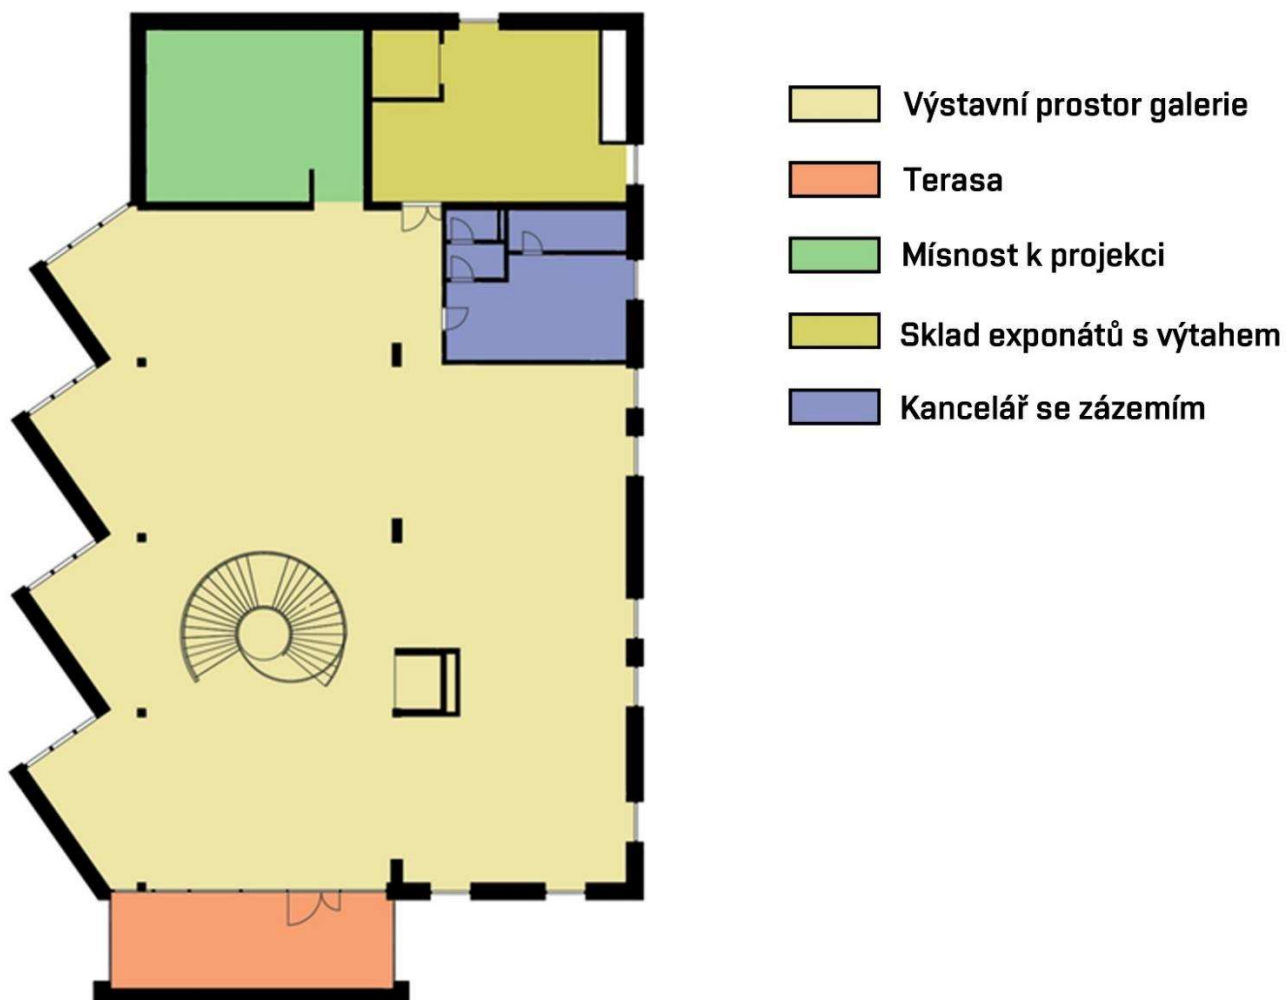 Výstavní prostor galerie
Terasa
Mísnost k projekci
Sklad exponátů s výtahem
Kancelář se zázemím